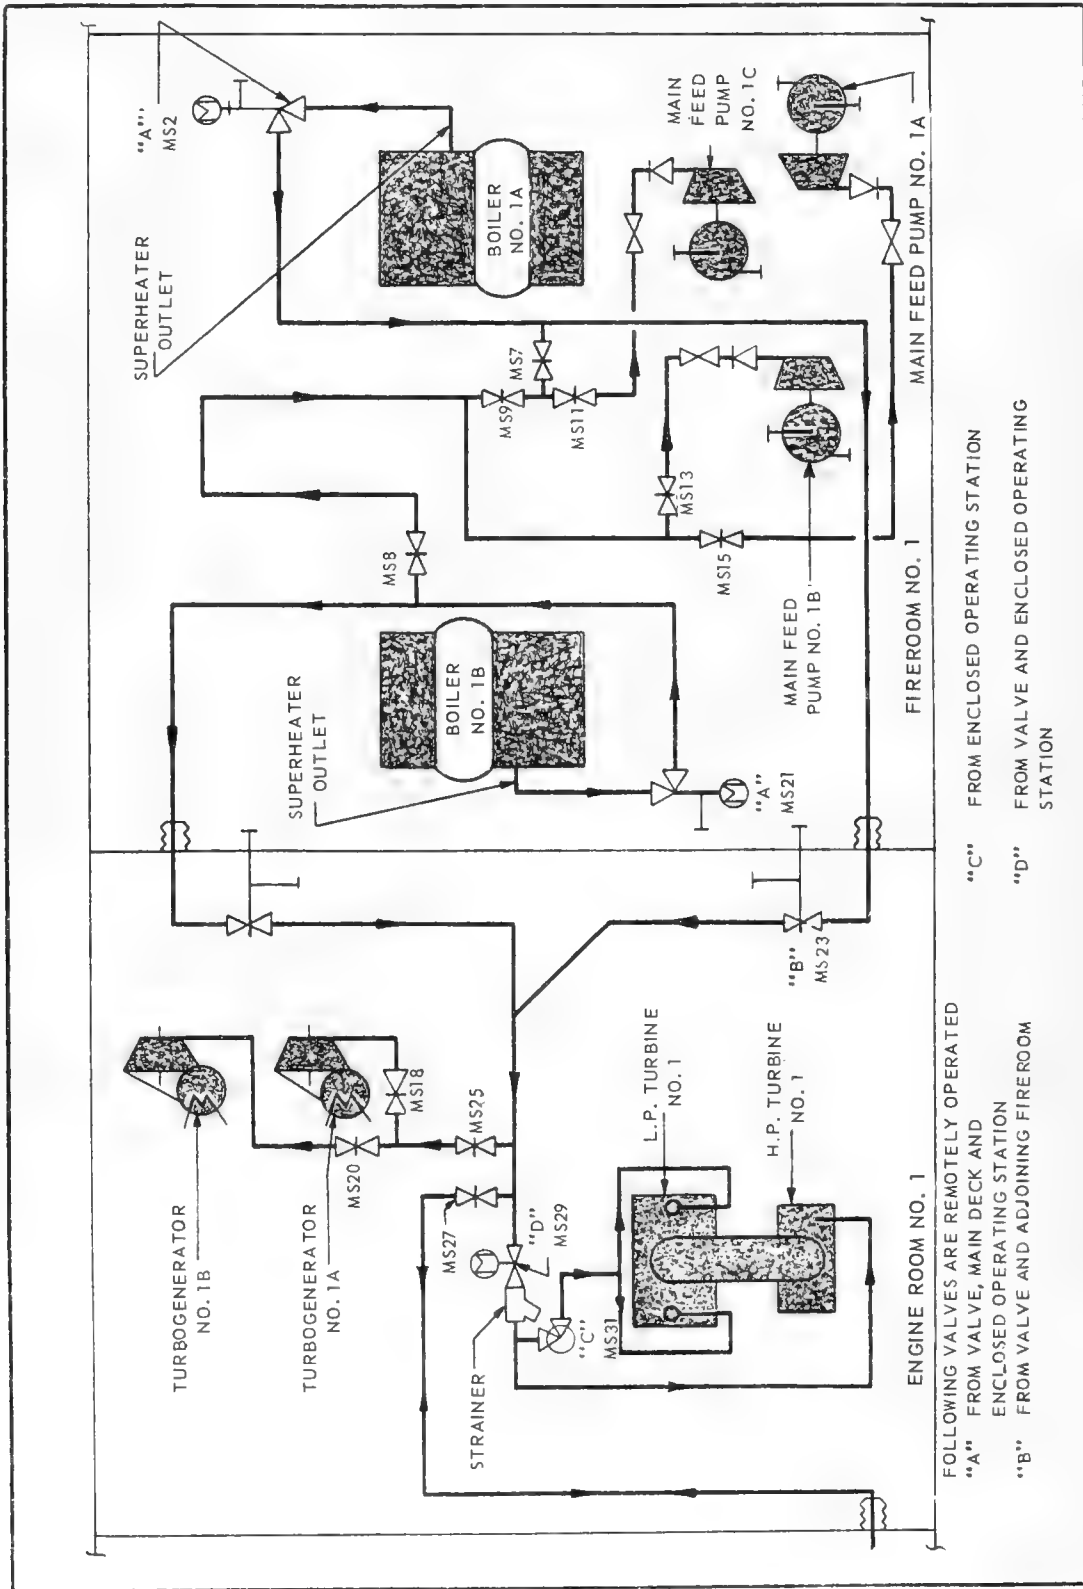 "A"
MS2
SUPERHEATER
OUTLET
BOILER
NO. 1A
MAIN
FEED
PUMP
NO. 1C
MAIN FEED PUMP NO. 1A
MS7
MS9
MS11
MS13
MS15
MS8
BOILER
NO. 1B
SUPERHEATER
OUTLET
MAIN FEED
PUMP NO. 1B
"A"
MS21
FIREROOM NO. 1
"B"
MS23
TURBOGENERATOR
NO. 1B
TURBOGENERATOR
NO. 1A
MS18
MS20
MS25
MS27
"D"
MS29
STRAINER
"C"
MS31
L.P. TURBINE
NO. 1
H.P. TURBINE
NO. 1
ENGINE ROOM NO. 1
FOLLOWING VALVES ARE REMOTELY OPERATED
"A" FROM VALVE, MAIN DECK AND
ENCLOSED OPERATING STATION
"B" FROM VALVE AND ADJOINING FIREROOM
"C" FROM ENCLOSED OPERATING STATION
"D" FROM VALVE AND ENCLOSED OPERATING
STATION